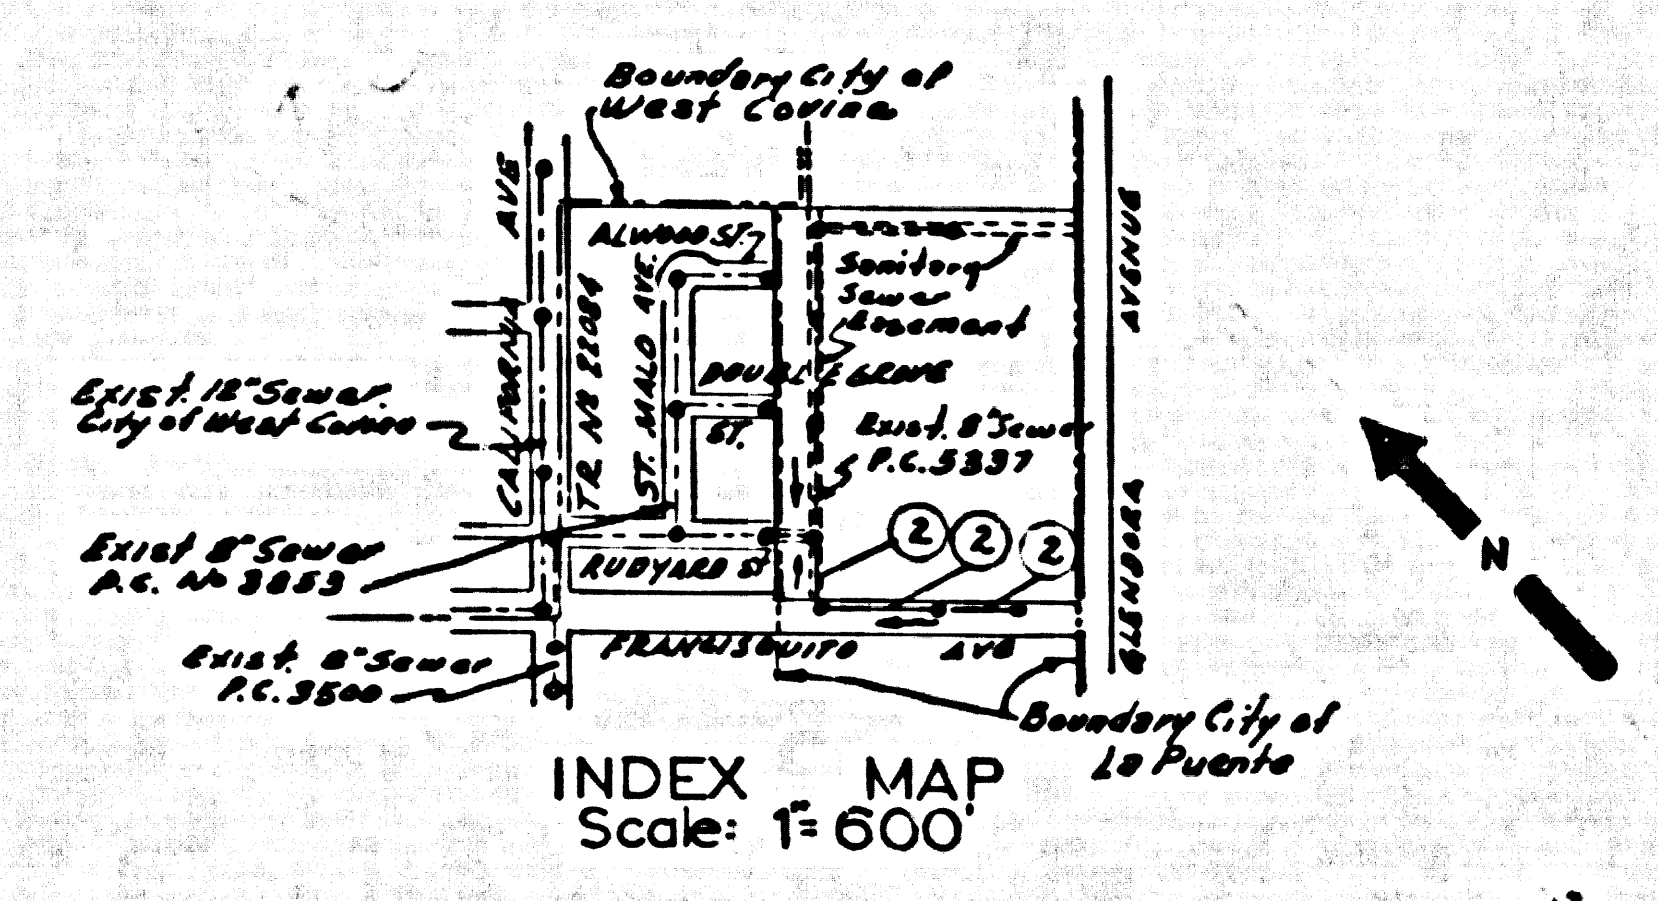 Boundary City of
West Covina
AVE
CALIFORNIA
TR. Nº 22084
ST. MALO AVE.
ALWOOD ST.
Sanitary
Sewer
Easement
AVENUE
GLENDORA
DOUBLE GROVE
ST.
Exist. 12" Sewer.
City of West Covina
Exist. 8" Sewer
P.C. 5337
Exist 8" Sewer
P.C. No 3853
2 2 2
N
RUDYARD ST
FRANCISQUITO AVE
Exist. 8" Sewer
P.C. 3500
Boundary City of
La Puente
INDEX MAP
Scale: 1"= 600'